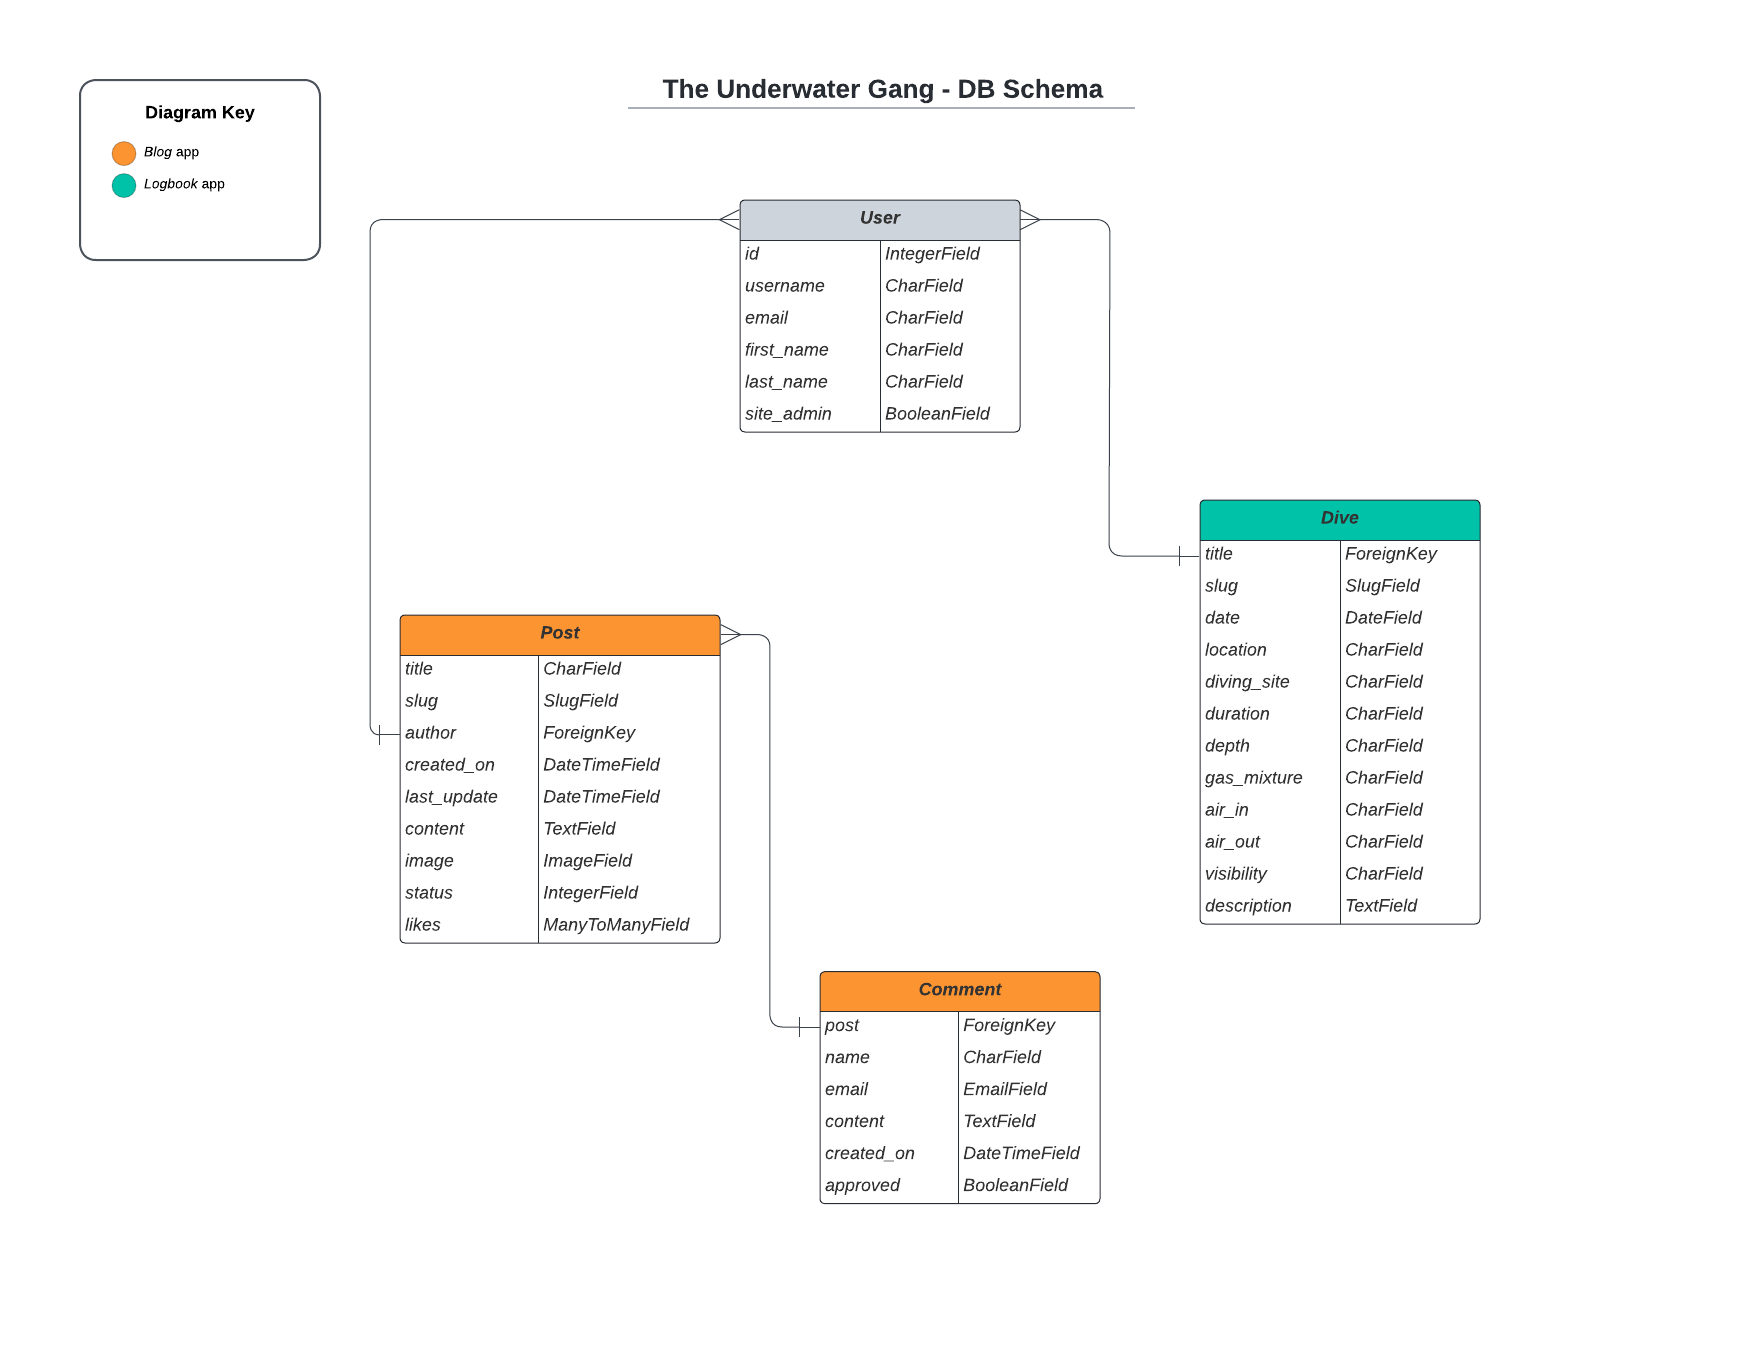 The Underwater Gang - DB Schema
Diagram Key
Blog app
Logbook app
User
id IntegerField
username CharField
email CharField
first_name CharField
last_name CharField
site_admin BooleanField
Dive
title ForeignKey
slug SlugField
date DateField
location CharField
diving_site CharField
duration CharField
depth CharField
gas_mixture CharField
air_in CharField
air_out CharField
visibility CharField
description TextField
Post
title CharField
slug SlugField
author ForeignKey
created_on DateTimeField
last_update DateTimeField
content TextField
image ImageField
status IntegerField
likes ManyToManyField
Comment
post ForeignKey
name CharField
email EmailField
content TextField
created_on DateTimeField
approved BooleanField